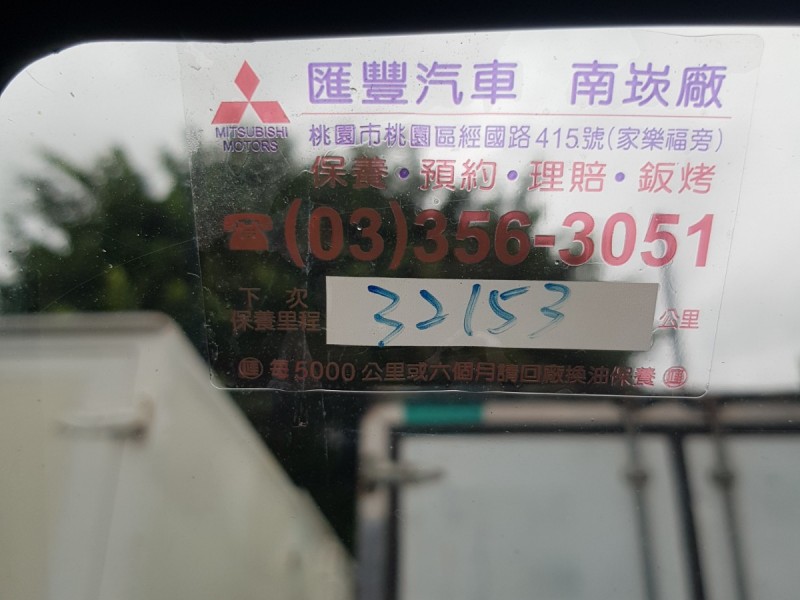 匯豐汽車 南崁廠
MITSUBISHI
MOTORS
桃園市桃園區經國路415號(家樂福旁)
保養·預約·理賠·鈑烤
☎(03)356-3051
下次
保養里程 32153 公里
每5000公里或六個月請回廠換油保養